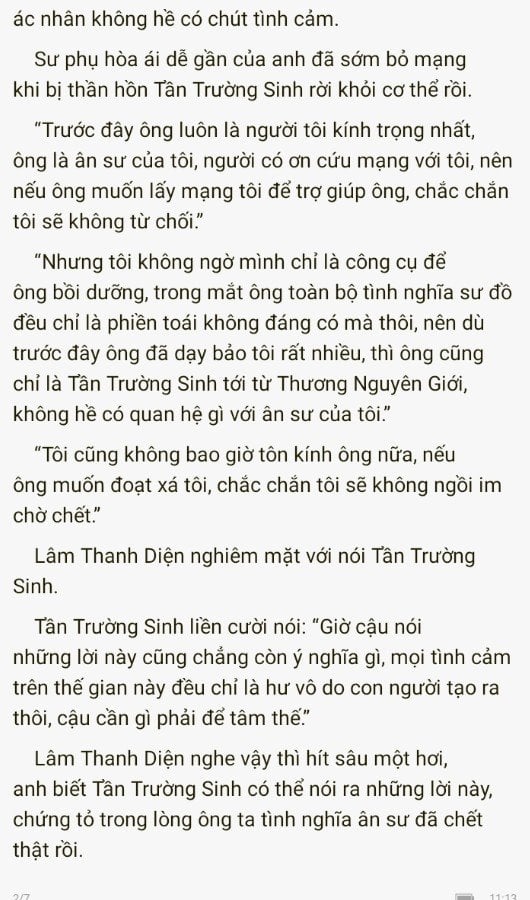 ác nhân không hề có chút tình cảm.
Sư phụ hòa ái dễ gần của anh đã sớm bỏ mạng
khi bị thần hồn Tần Trường Sinh rời khỏi cơ thể rồi.
“Trước đây ông luôn là người tôi kính trọng nhất,
ông là ân sư của tôi, người có ơn cứu mạng với tôi, nên
nếu ông muốn lấy mạng tôi để trợ giúp ông, chắc chắn
tôi sẽ không từ chối.”
“Nhưng tôi không ngờ mình chỉ là công cụ để
ông bồi dưỡng, trong mắt ông toàn bộ tình nghĩa sư đồ
đều chỉ là phiền toái không đáng có mà thôi, nên dù
trước đây ông đã dạy bảo tôi rất nhiều, thì ông cũng
chỉ là Tần Trường Sinh tới từ Thương Nguyên Giới,
không hề có quan hệ gì với ân sư của tôi.”
“Tôi cũng không bao giờ tôn kính ông nữa, nếu
ông muốn đoạt xá tôi, chắc chắn tôi sẽ không ngồi im
chờ chết.”
Lâm Thanh Diện nghiêm mặt với nói Tần Trường
Sinh.
Tần Trường Sinh liền cười nói: “Giờ cậu nói
những lời này cũng chẳng còn ý nghĩa gì, mọi tình cảm
trên thế gian này đều chỉ là hư vô do con người tạo ra
thôi, cậu cần gì phải để tâm thế.”
Lâm Thanh Diện nghe vậy thì hít sâu một hơi,
anh biết Tần Trường Sinh có thể nói ra những lời này,
chứng tỏ trong lòng ông ta tình nghĩa ân sư đã chết
thật rồi.
2/7 11:13